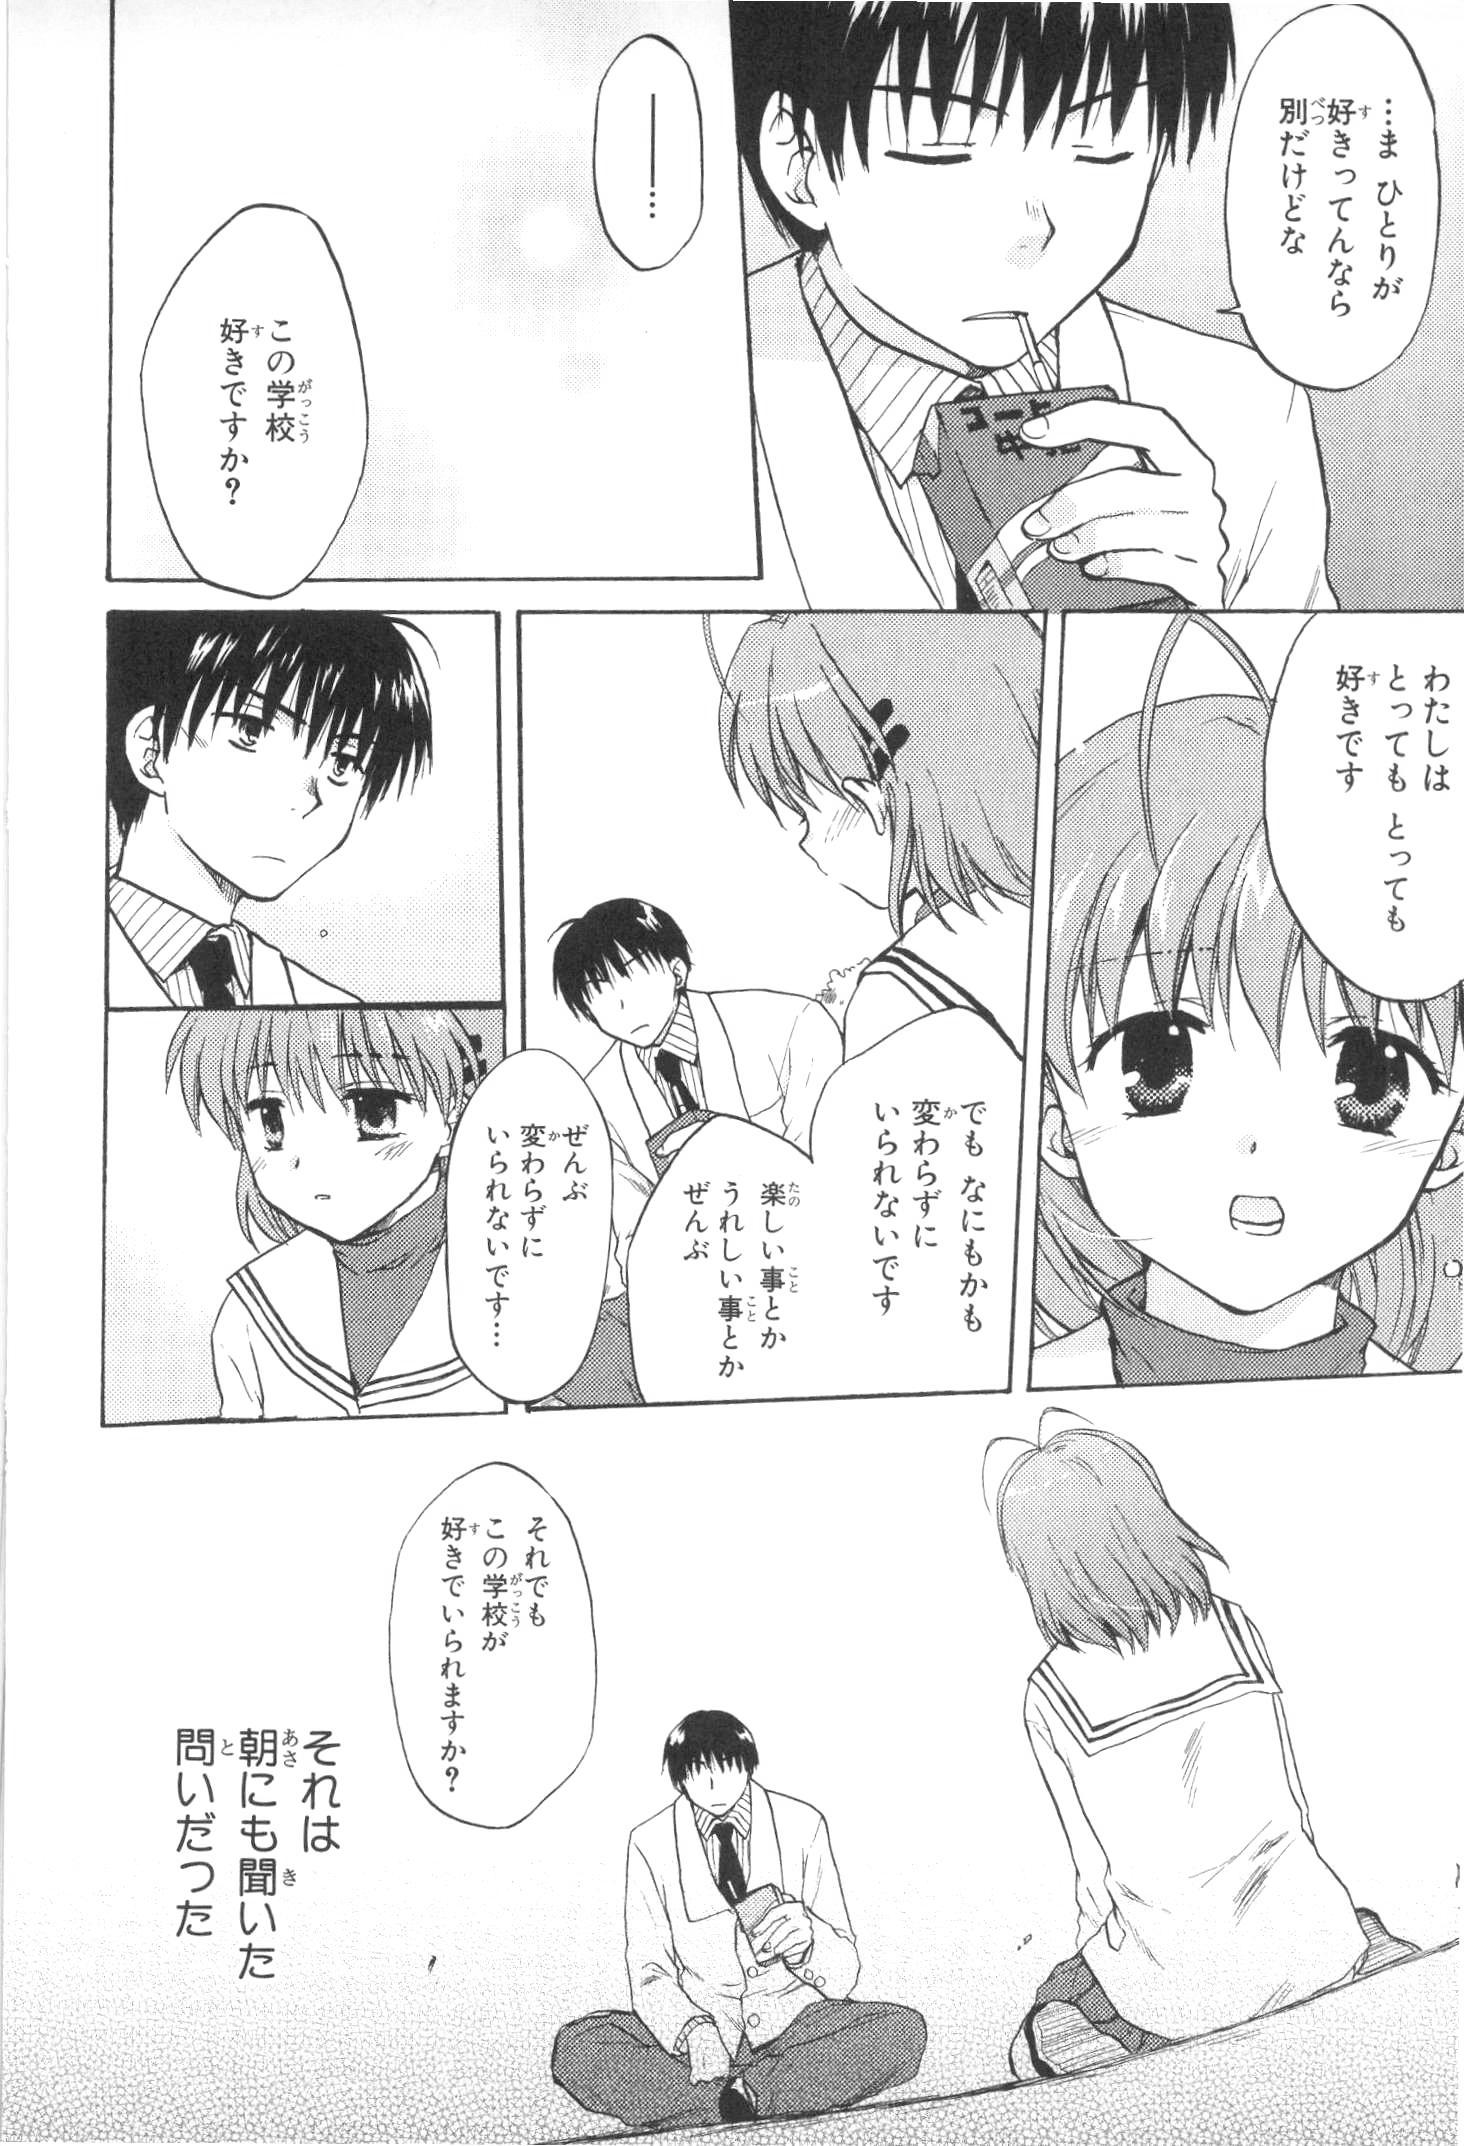 …ま ひとりが
好きってんなら
別だけどな
コー
牛
――…
この学校
好きですか?
わたしは
とっても とっても
好きです
でも なにもかも
変わらずに
いられないです
楽しい事とか
うれしい事とか
ぜんぶ
ぜんぶ
変わらずに
いられないです…
それでも
この学校が
好きでいられますか?
それは
朝にも聞いた
問いだった